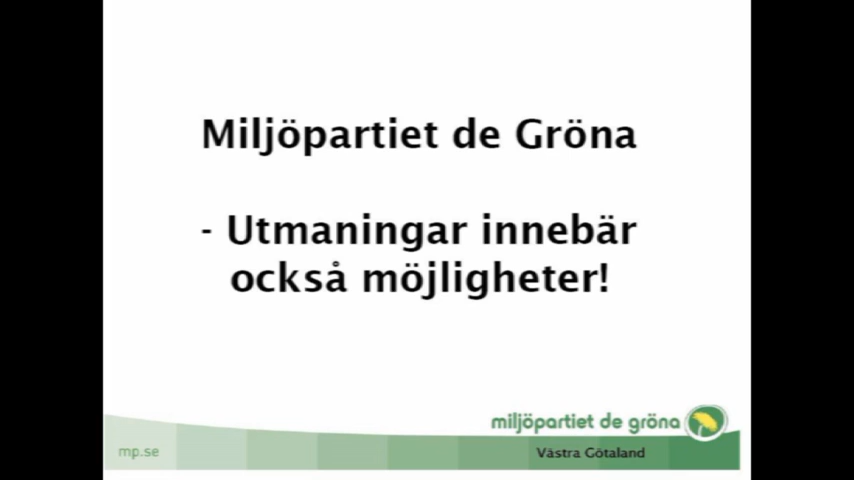 Miljöpartiet de Gröna
- Utmaningar innebär
också möjligheter!
miljöpartiet de gröna
mp.se
Västra Götaland